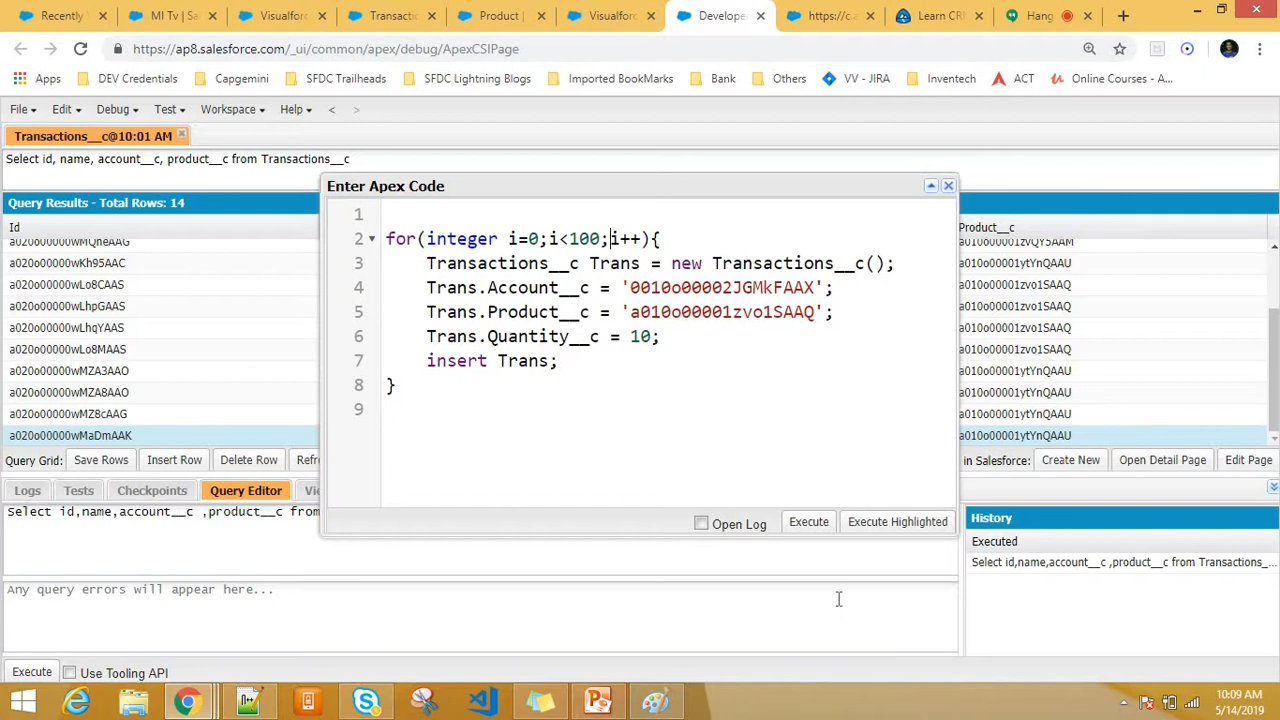 Recently MI Tv | Sa Visualforc Transactic Product | Visualforc Developer https://c.a Learn CRM Hang
https://ap8.salesforce.com/_ui/common/apex/debug/ApexCSIPage
Apps DEV Credentials Capgemini SFDC Trailheads SFDC Lightning Blogs Imported BookMarks Bank Others VV - JIRA Inventech ACT Online Courses - A...
File Edit Debug Test Workspace Help < >
Transactions__c@10:01 AM
Select id, name, account__c, product__c from Transactions__c
Enter Apex Code
Query Results - Total Rows: 14
Id
Product__c
a020o00000wKh95AAC
a010o00001ytYnQAAU
a020o00000wLo8CAAS
a010o00001zvo1SAAQ
a020o00000wLhpGAAS
a010o00001zvo1SAAQ
a020o00000wLhqYAAS
a010o00001zvo1SAAQ
a020o00000wLo8MAAS
a010o00001zvo1SAAQ
a020o00000wMZA3AAO
a010o00001ytYnQAAU
a020o00000wMZA8AAO
a010o00001ytYnQAAU
a020o00000wMZ8cAAG
a010o00001ytYnQAAU
a020o00000wMaDmAAK
a010o00001ytYnQAAU
1
2 for(integer i=0;i<100;i++){
3 Transactions__c Trans = new Transactions__c();
4 Trans.Account__c = '0010o00002JGMkFAAX';
5 Trans.Product__c = 'a010o00001zvo1SAAQ';
6 Trans.Quantity__c = 10;
7 insert Trans;
8 }
9
Open Log Execute Execute Highlighted
Query Grid: Save Rows Insert Row Delete Row Refr
in Salesforce: Create New Open Detail Page Edit Page
Logs Tests Checkpoints Query Editor Vi
Select id,name,account__c ,product__c from
History
Executed
Select id,name,account__c ,product__c from Transactions_...
Any query errors will appear here...
Execute Use Tooling API
10:09 AM
5/14/2019